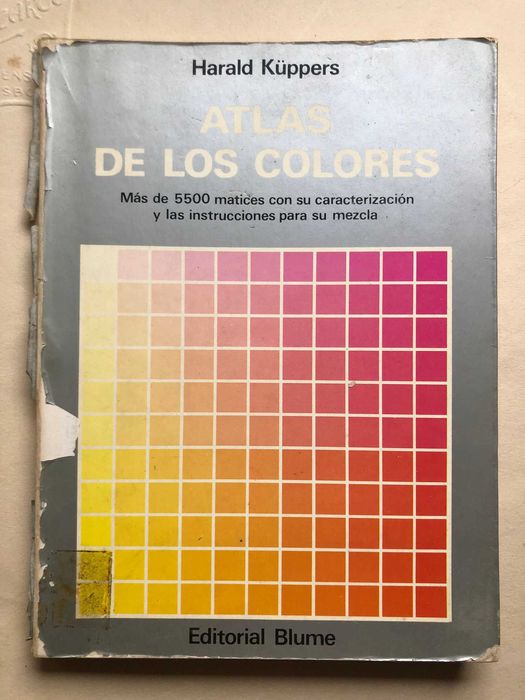 Harald Küppers
ATLAS
DE LOS COLORES
Más de 5500 matices con su caracterización
y las instrucciones para su mezcla
Editorial Blume